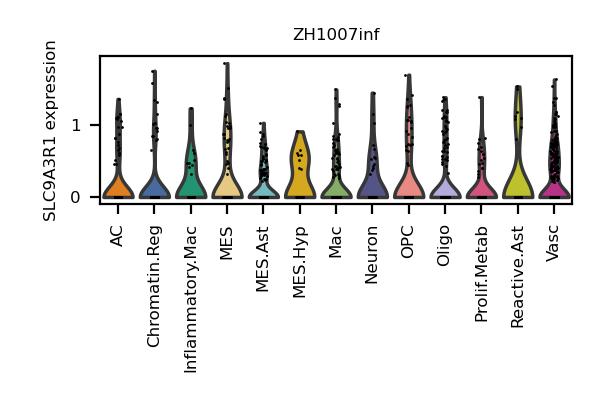 ZH1007inf
SLC9A3R1 expression
1
0
AC
Chromatin.Reg
Inflammatory.Mac
MES
MES.Ast
MES.Hyp
Mac
Neuron
OPC
Oligo
Prolif.Metab
Reactive.Ast
Vasc